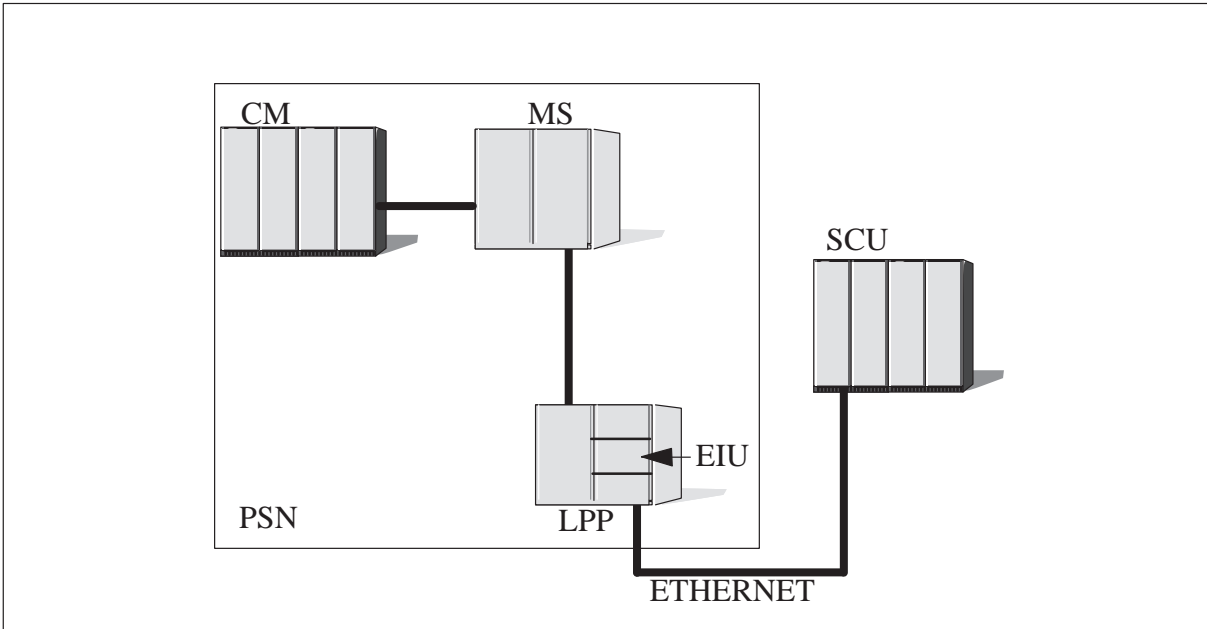 CM
MS
SCU
EIU
PSN
LPP
ETHERNET